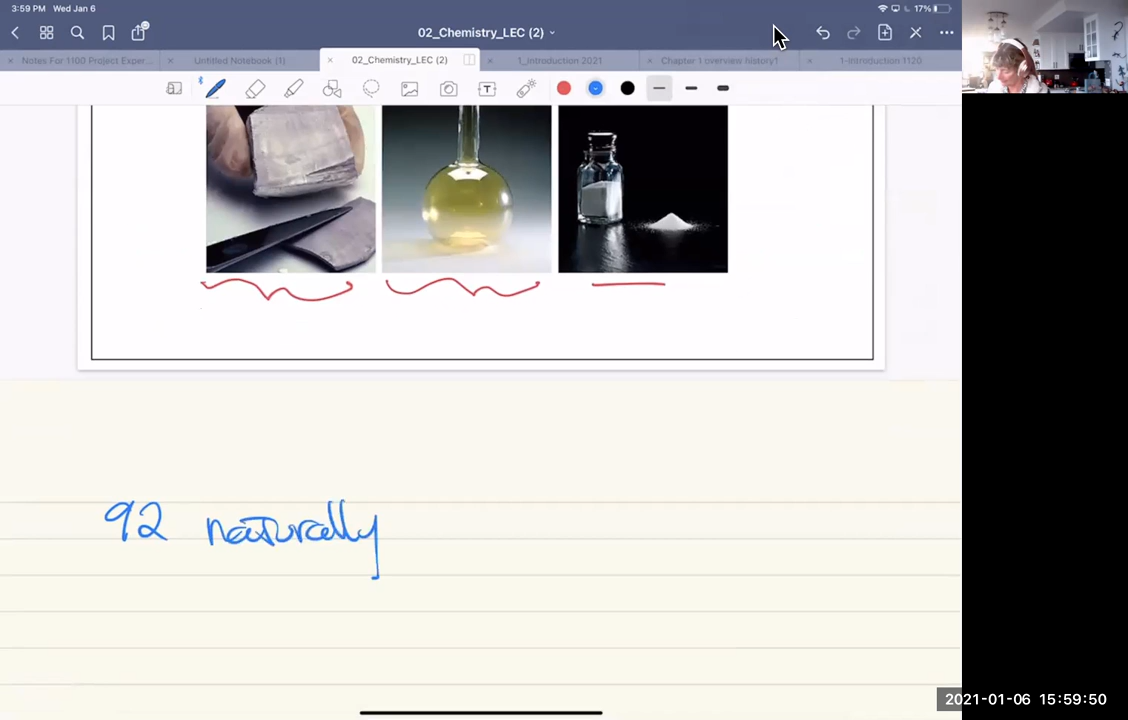 3:59 PM Wed Jan 6
17%
02_Chemistry_LEC (2)
Notes For 1100 Project Exper...
Untitled Notebook (1)
02_Chemistry_LEC (2)
1_Introduction 2021
Chapter 1 overview history1
1-Introduction 1120
92 naturally
2021-01-06 15:59:50